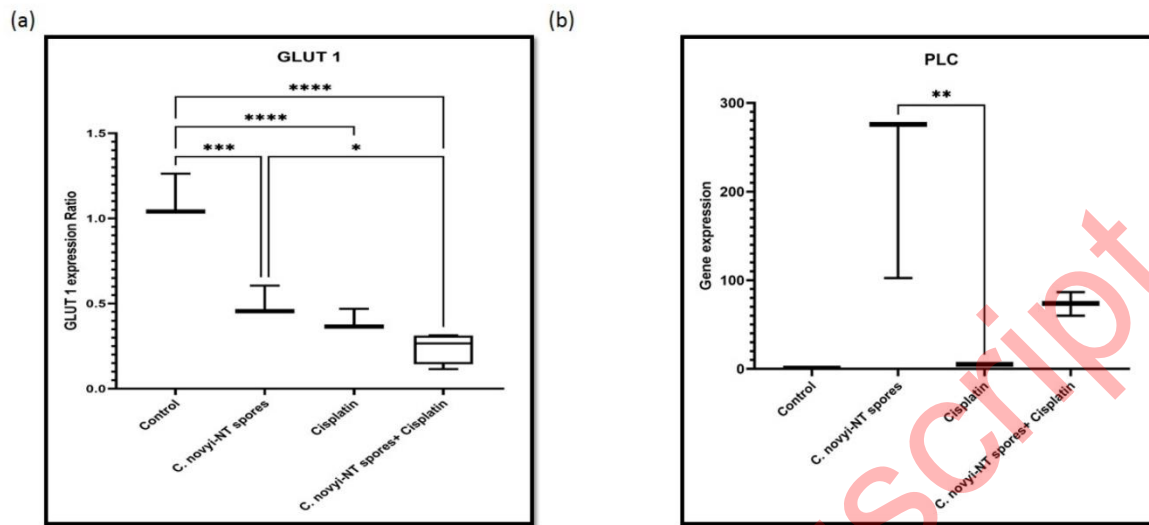 (a)
GLUT 1
****
****
***
*
GLUT 1 expression Ratio
1.5
1.0
0.5
0.0
Control
C. novyi-NT spores
Cisplatin
C. novyi-NT spores+ Cisplatin
(b)
PLC
**
Gene expression
300
200
100
0
Control
C. novyi-NT spores
Cisplatin
C. novyi-NT spores+ Cisplatin
script